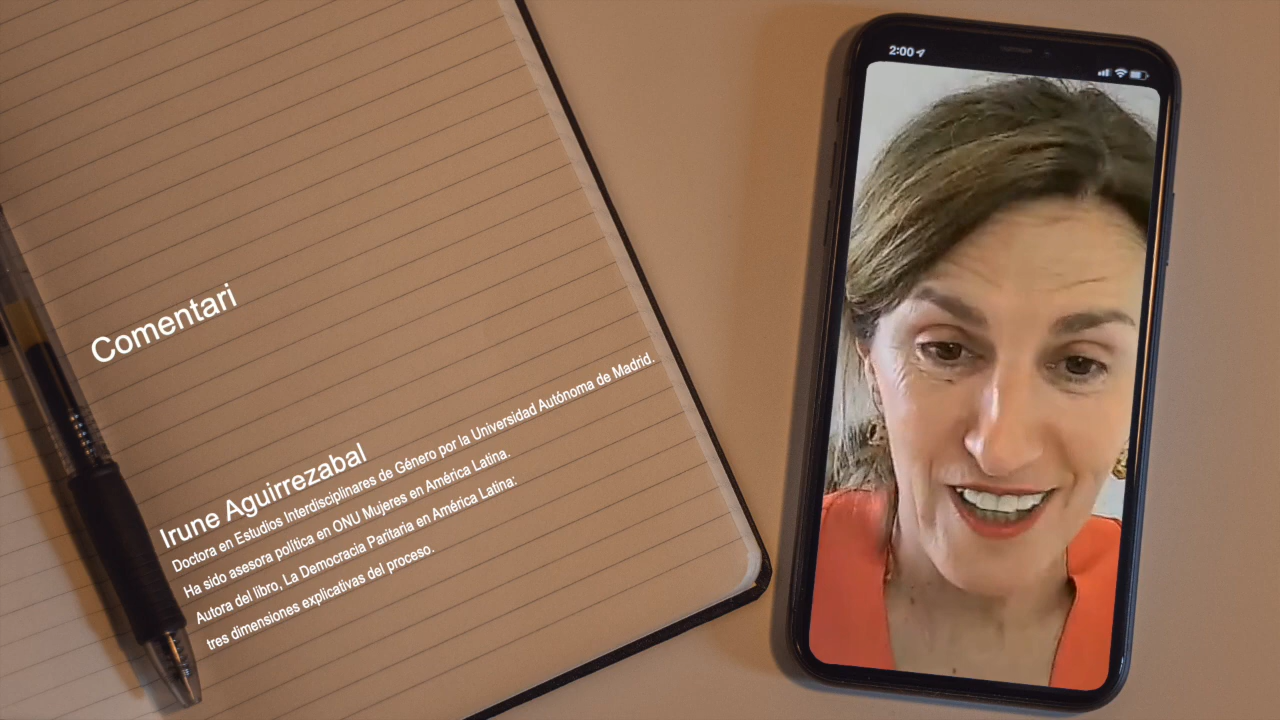 Comentari
Irune Aguirrezabal
Doctora en Estudios Interdisciplinares de Género por la Universidad Autónoma de Madrid.
Ha sido asesora política en ONU Mujeres en América Latina.
Autora del libro, La Democracia Paritaria en América Latina:
tres dimensiones explicativas del proceso.
2:00